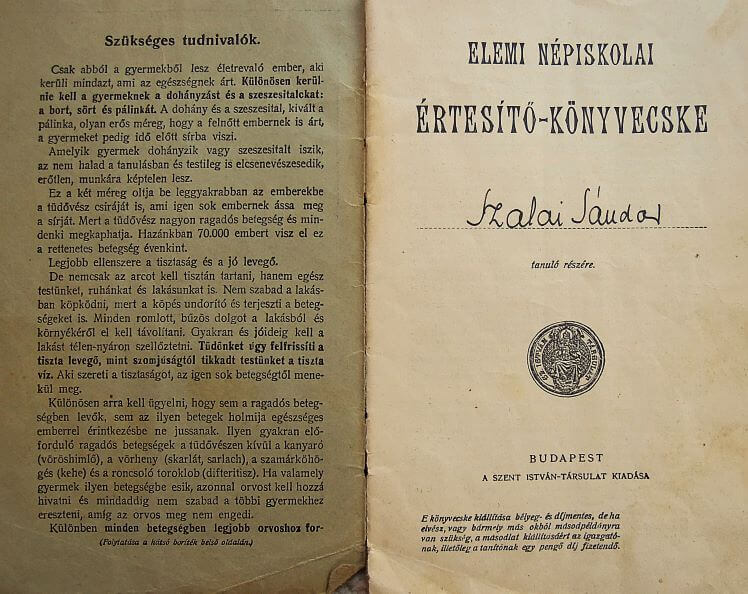 Szükséges tudnivalók.
Csak abból a gyermekből lesz életrevaló ember, aki
kerüli mindazt, ami az egészségnek árt. Különösen kerül-
nie kell a gyermeknek a dohányzást és a szeszesitalokat:
a bort, sört és pálinkát. A dohány és a szeszesital, kivált a
pálinka, olyan erős méreg, hogy a felnőtt embernek is árt,
a gyermeket pedig idő előtt sírba viszi.
Amelyik gyermek dohányzik vagy szeszesitalt iszik,
az nem halad a tanulásban és testileg is elcsenevészesedik,
erőtlen, munkára képtelen lesz.
Ez a két méreg oltja be leggyakrabban az emberekbe
a tüdővész csiráját is, ami igen sok embernek ássa meg
a sírját. Mert a tüdővész nagyon ragadós betegség és min-
denki megkaphatja. Hazánkban 70.000 embert visz el ez
a rettenetes betegség évenkint.
Legjobb ellenszere a tisztaság és a jó levegő.
De nemcsak az arcot kell tisztán tartani, hanem egész
testünket, ruhánkat és lakásunkat is. Nem szabad a lakás-
ban köpködni, mert a köpés undorító és terjeszti a beteg-
ségeket is. Minden romlott, bűzös dolgot a lakásból és
környékéről el kell távolítani. Gyakran és jóideig kell a
lakást télen-nyáron szellőztetni. Tüdőnket úgy felfrissíti a
tiszta levegő, mint szomjúságtól tikkadt testünket a tiszta
víz. Aki szereti a tisztaságot, az igen sok betegségtől mene-
kül meg.
Különösen arra kell ügyelni, hogy sem a ragadós beteg-
ségben levők, sem az ilyen betegek holmija egészséges
emberrel érintkezésbe ne jussanak. Ilyen gyakran elő-
forduló ragadós betegségek a tüdővészen kívül a kanyaró
(vöröshimlő), a vörheny (skarlát, sarlach), a szamárköhö-
gés (kehe) és a roncsoló toroklob (difteritisz). Ha valamely
gyermek ilyen betegségbe esik, azonnal orvost kell hozzá
hivatni és mindaddig nem szabad a többi gyermekhez
ereszteni, amíg az orvos meg nem engedi.
Különben minden betegségben legjobb orvoshoz for-
(Folytatása a hátsó boríték belső oldalán.)
ELEMI NÉPISKOLAI
ÉRTESÍTŐ-KÖNYVECSKE
Szalai Sándor
tanuló részére.
SZT ISTVÁN TÁRSULAT
BUDAPEST
A SZENT ISTVÁN-TÁRSULAT KIADÁSA
E könyvecske kiállítása bélyeg- és díjmentes, de ha
elvész, vagy bármely más okból másodpéldányra
van szükség, a másodlat kiállításáért az igazgató-
nak, illetőleg a tanítónak egy pengő díj fizetendő.